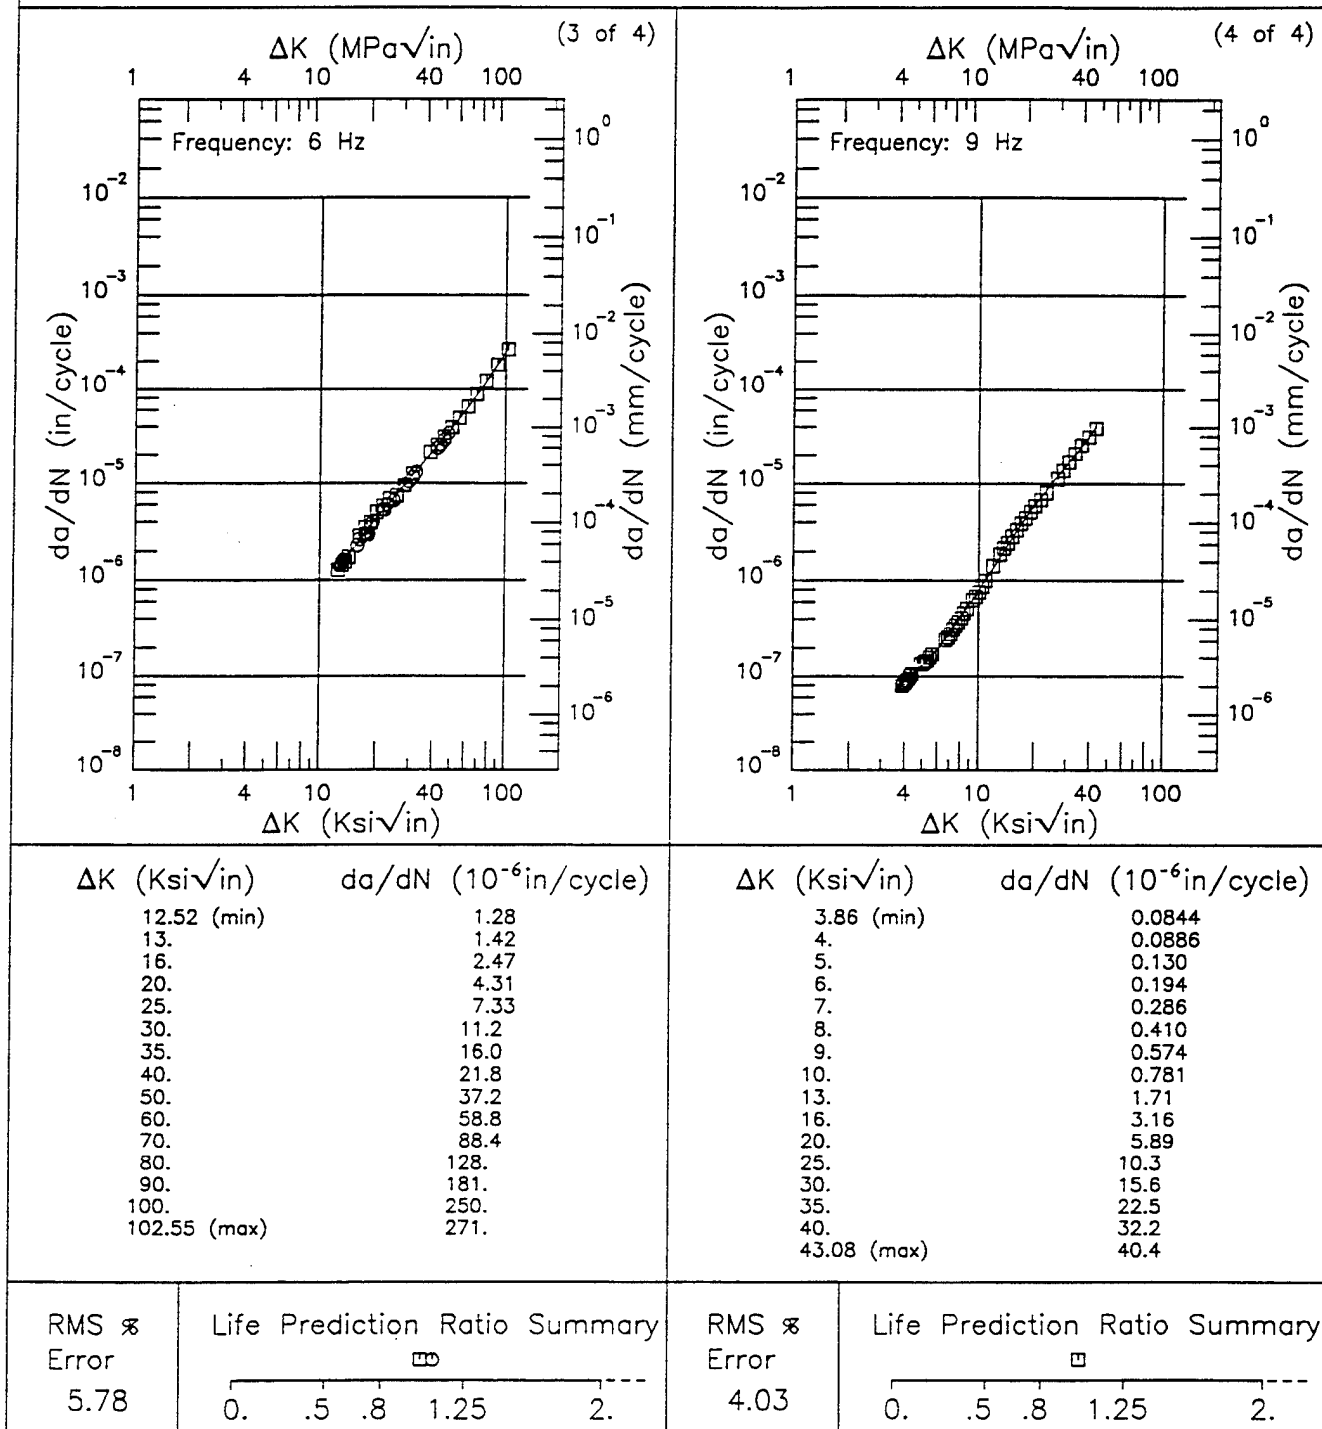 (3 of 4)
ΔK (MPa√in)
1 4 10 40 100
Frequency: 6 Hz
10⁻²
10⁻³
10⁻⁴
10⁻⁵
10⁻⁶
10⁻⁷
10⁻⁸
da/dN (in/cycle)
10⁰
10⁻¹
10⁻²
10⁻³
10⁻⁴
10⁻⁵
10⁻⁶
da/dN (mm/cycle)
1 4 10 40 100
ΔK (Ksi√in)
ΔK (Ksi√in) da/dN (10⁻⁶in/cycle)
12.52 (min) 1.28
13. 1.42
16. 2.47
20. 4.31
25. 7.33
30. 11.2
35. 16.0
40. 21.8
50. 37.2
60. 58.8
70. 88.4
80. 128.
90. 181.
100. 250.
102.55 (max) 271.
RMS %
Error
5.78
Life Prediction Ratio Summary
0. .5 .8 1.25 2.
(4 of 4)
ΔK (MPa√in)
1 4 10 40 100
Frequency: 9 Hz
10⁻²
10⁻³
10⁻⁴
10⁻⁵
10⁻⁶
10⁻⁷
10⁻⁸
da/dN (in/cycle)
10⁰
10⁻¹
10⁻²
10⁻³
10⁻⁴
10⁻⁵
10⁻⁶
da/dN (mm/cycle)
1 4 10 40 100
ΔK (Ksi√in)
ΔK (Ksi√in) da/dN (10⁻⁶in/cycle)
3.86 (min) 0.0844
4. 0.0886
5. 0.130
6. 0.194
7. 0.286
8. 0.410
9. 0.574
10. 0.781
13. 1.71
16. 3.16
20. 5.89
25. 10.3
30. 15.6
35. 22.5
40. 32.2
43.08 (max) 40.4
RMS %
Error
4.03
Life Prediction Ratio Summary
0. .5 .8 1.25 2.